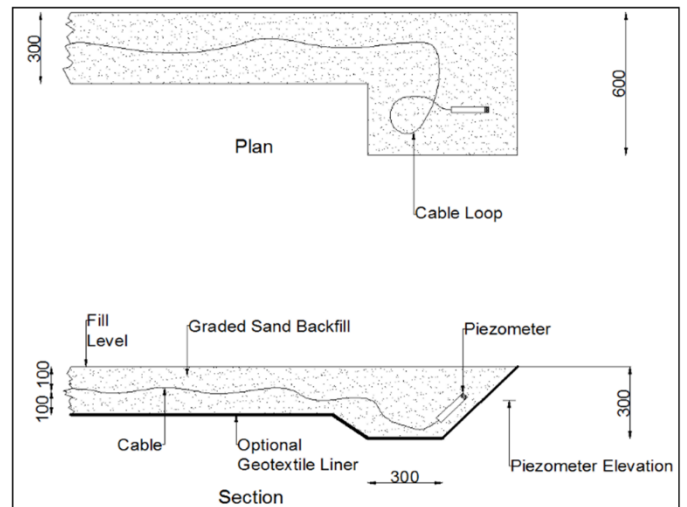 300
600
Plan
Cable Loop
Fill
Level
Graded Sand Backfill
Piezometer
100
100
300
Cable
Optional
Geotextile Liner
Piezometer Elevation
300
Section